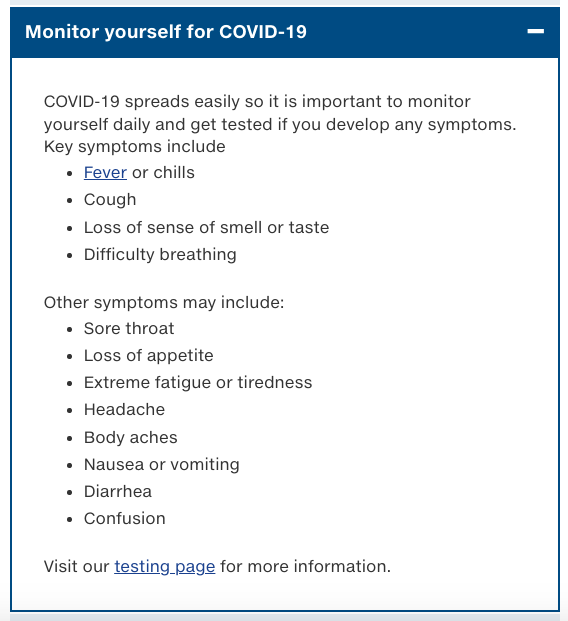 Monitor yourself for COVID-19
COVID-19 spreads easily so it is important to monitor
yourself daily and get tested if you develop any symptoms.
Key symptoms include
• Fever or chills
• Cough
• Loss of sense of smell or taste
• Difficulty breathing
Other symptoms may include:
• Sore throat
• Loss of appetite
• Extreme fatigue or tiredness
• Headache
• Body aches
• Nausea or vomiting
• Diarrhea
• Confusion
Visit our testing page for more information.